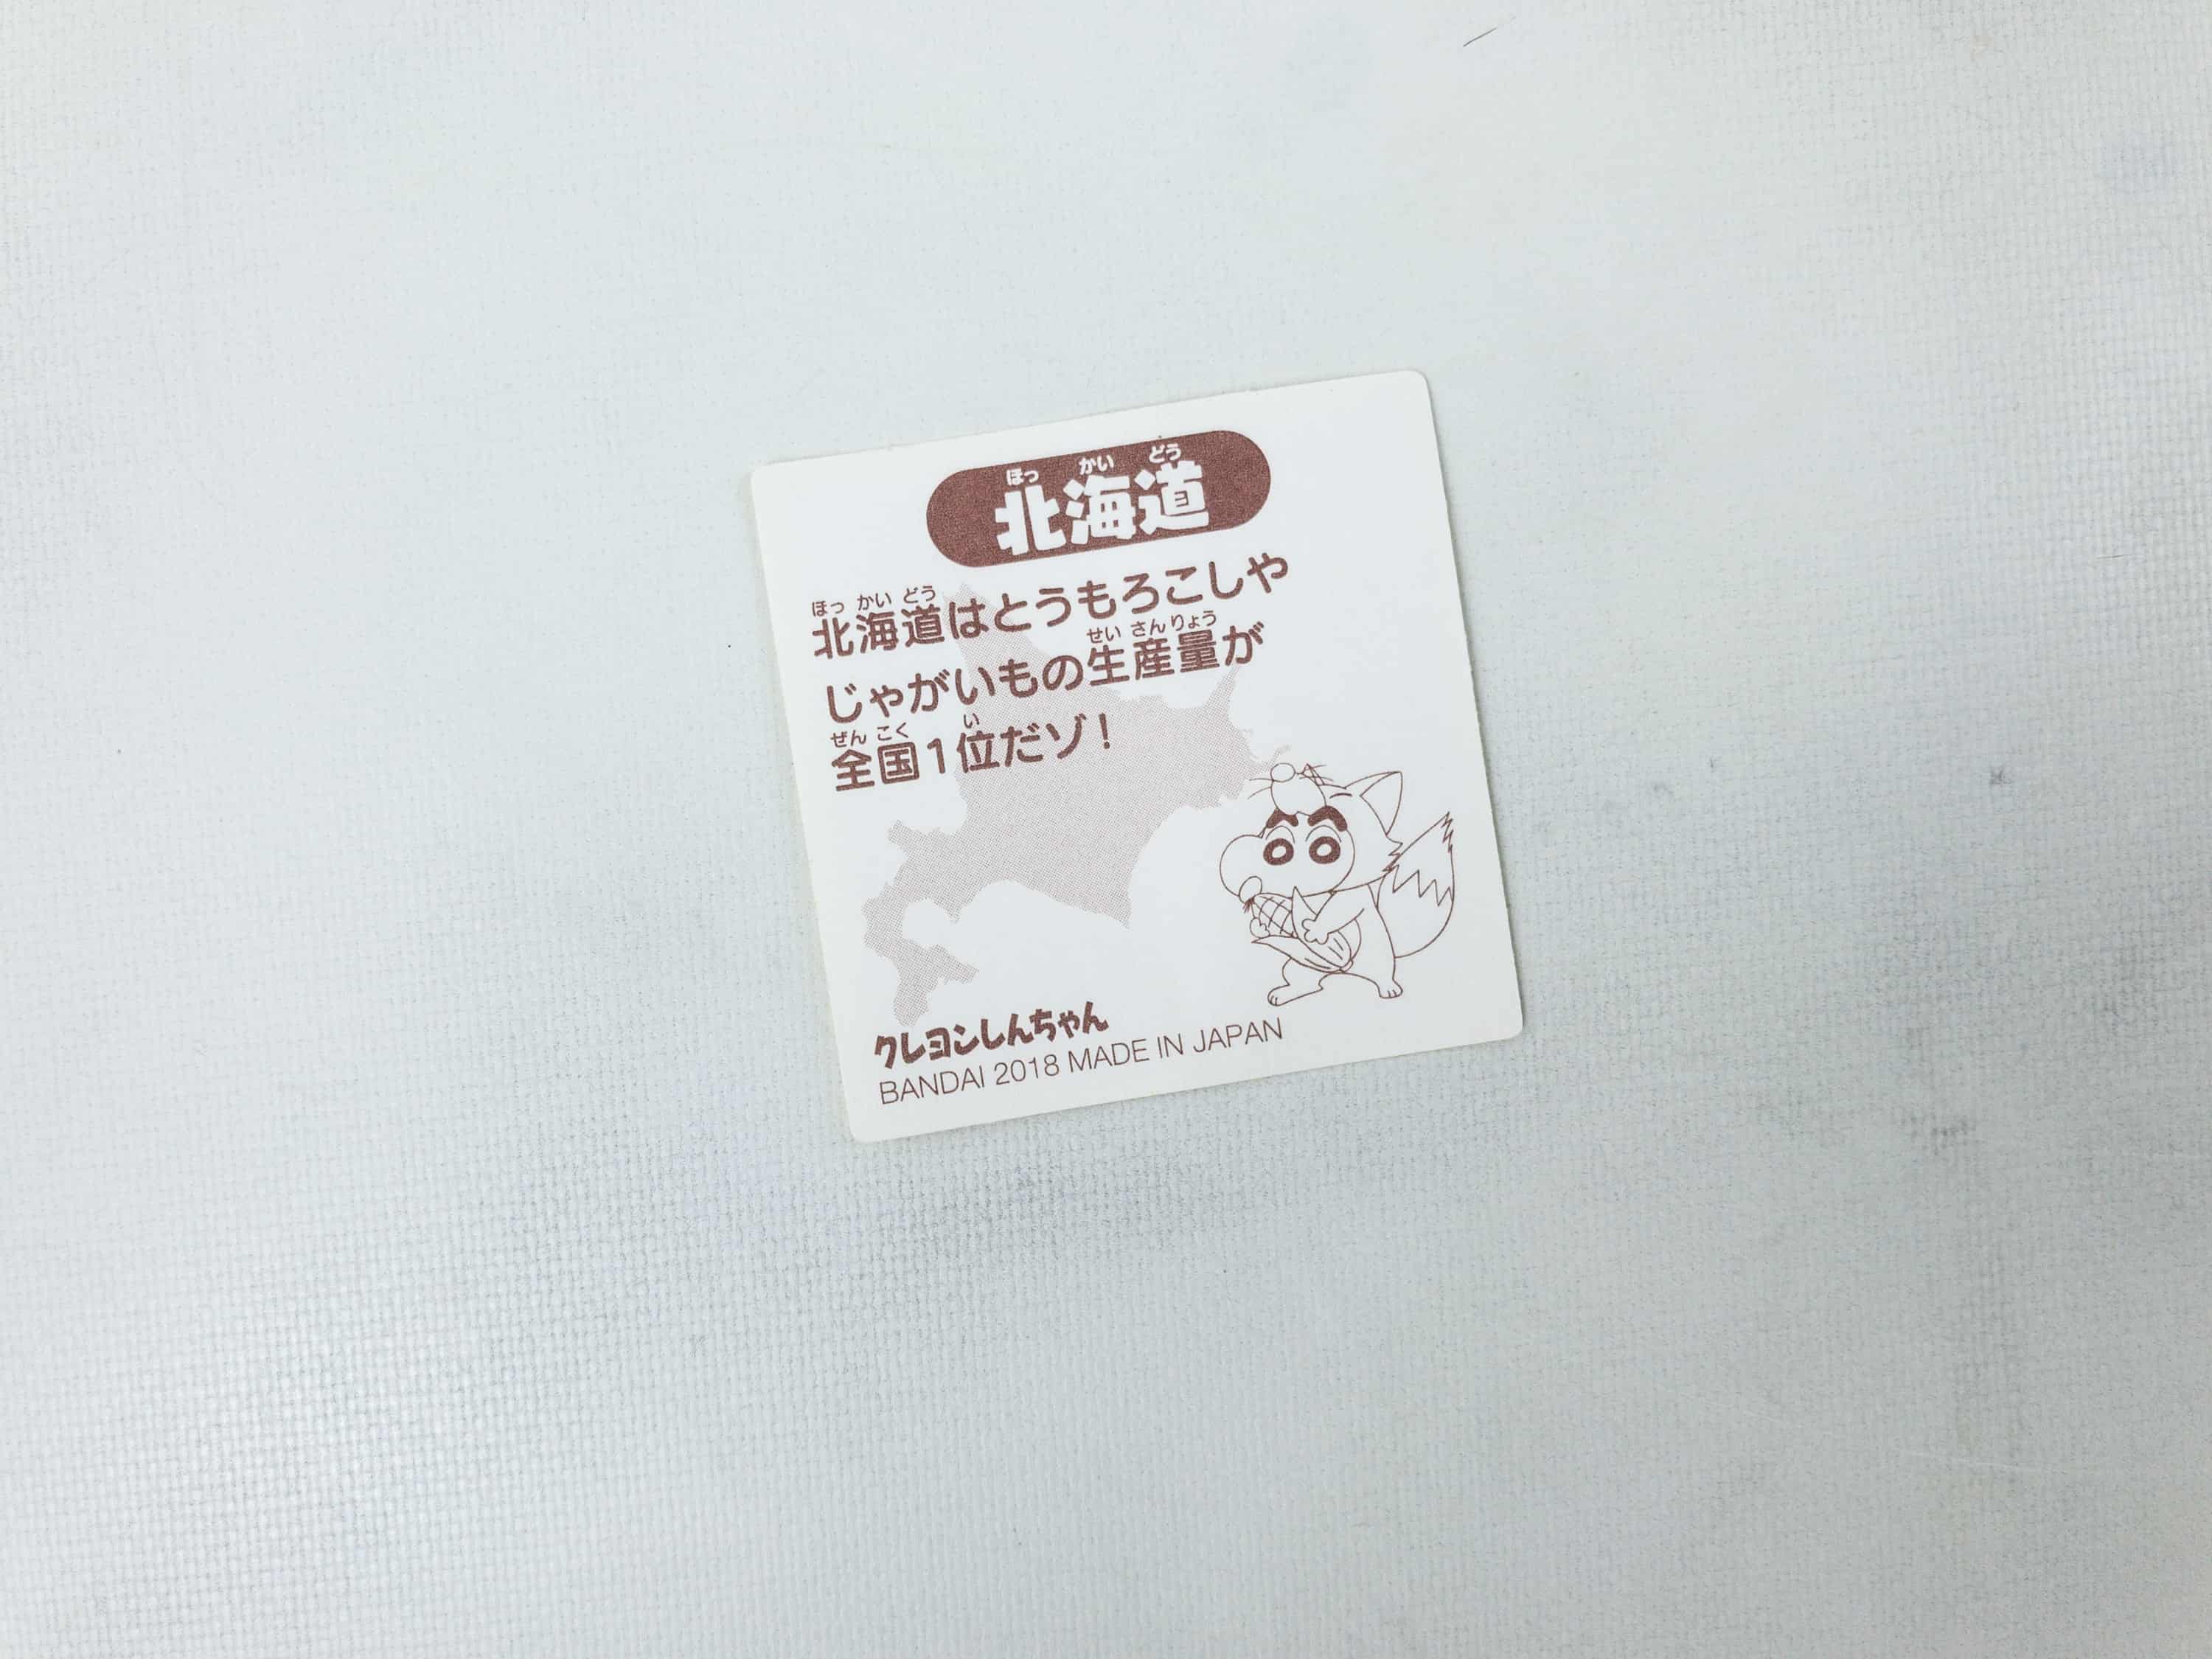 ほっ かい どう
北海道
ほっ かい どう
北海道はとうもろこしや
せい さん りょう
じゃがいもの生産量が
ぜん こく い
全国1位だゾ!
クレヨンしんちゃん
BANDAI 2018 MADE IN JAPAN